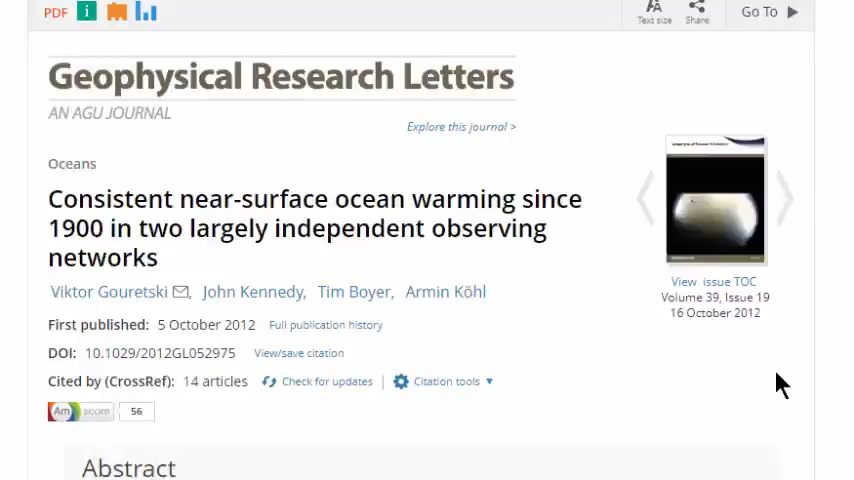 PDF i
Text size Share Go To
Geophysical Research Letters
AN AGU JOURNAL
Explore this journal >
Oceans
Consistent near-surface ocean warming since
1900 in two largely independent observing
networks
Viktor Gouretski, John Kennedy, Tim Boyer, Armin Köhl
First published: 5 October 2012 Full publication history
DOI: 10.1029/2012GL052975 View/save citation
Cited by (CrossRef): 14 articles Check for updates | Citation tools
Am score 56
View issue TOC
Volume 39, Issue 19
16 October 2012
Abstract